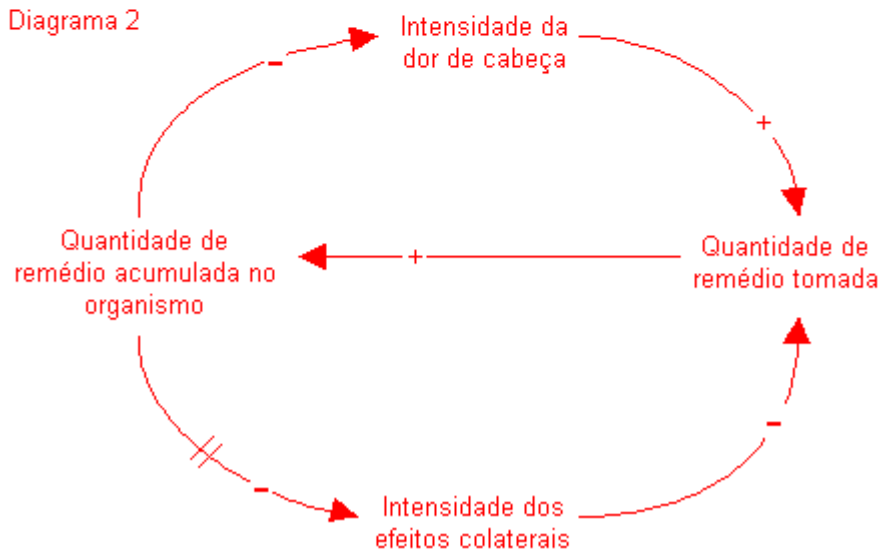 Diagrama 2
Intensidade da
dor de cabeça
-
+
Quantidade de
remédio acumulada no
organismo
+
Quantidade de
remédio tomada
-
-
Intensidade dos
efeitos colaterais